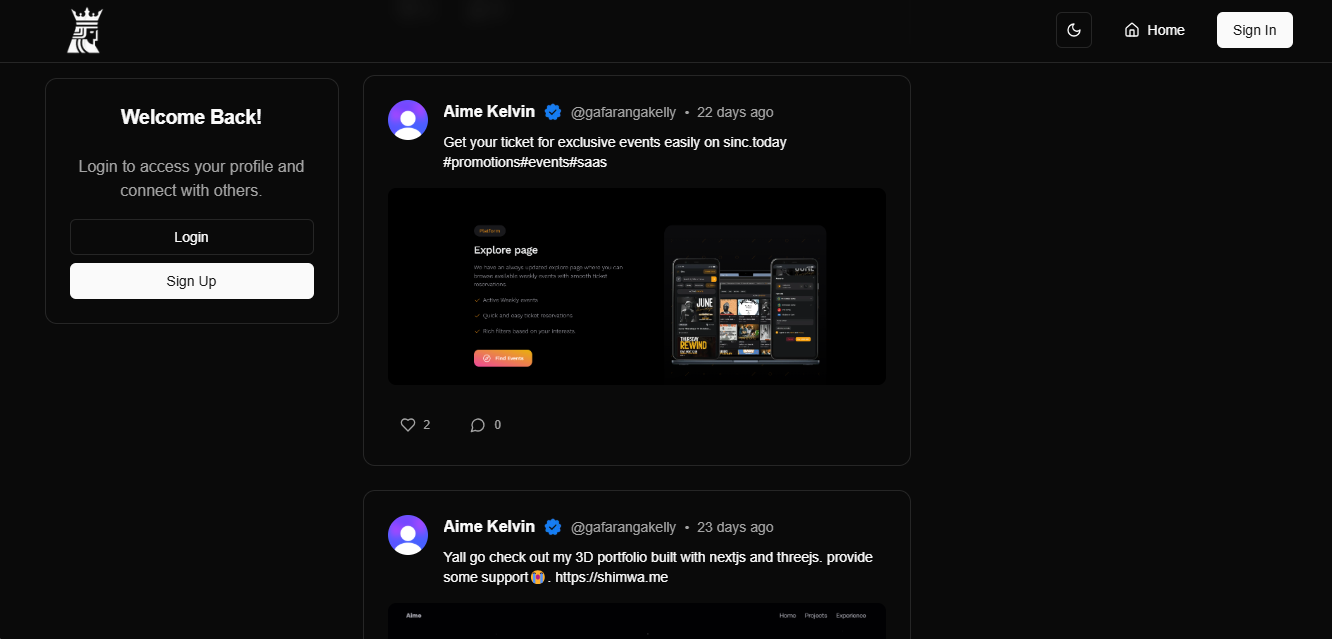 Home
Sign In
Welcome Back!
Login to access your profile and
connect with others.
Login
Sign Up
Aime Kelvin @gafarangakelly • 22 days ago
Get your ticket for exclusive events easily on sinc.today
#promotions#events#saas
Platform
Explore page
We have an always updated explore page where you can
browse available weekly events with smooth ticket
reservations
Active Weekly events
Quick and easy ticket reservations
Rich filters based on your interests
Find Events
JUNE
JUNE
THURSDAY
REWIND
2
0
Aime Kelvin @gafarangakelly • 23 days ago
Yall go check out my 3D portfolio built with nextjs and threejs. provide
some support😭. https://shimwa.me
Aime
Home Projects Experience